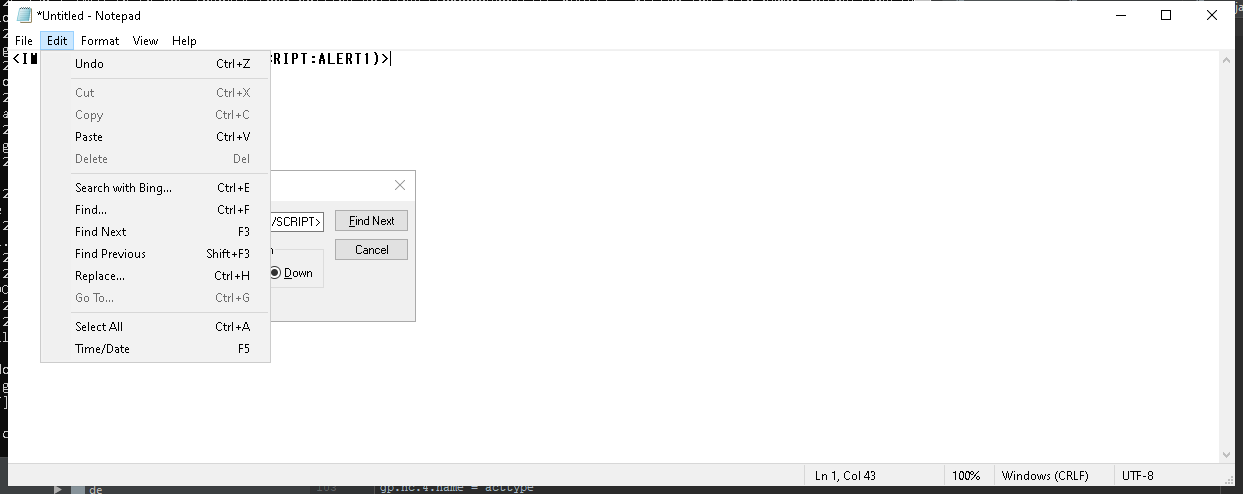 *Untitled - Notepad
File Edit Format View Help
<IM CRIPT:ALERT1)>
Undo Ctrl+Z
Cut Ctrl+X
Copy Ctrl+C
Paste Ctrl+V
Delete Del
Search with Bing... Ctrl+E
Find... Ctrl+F
Find Next F3
Find Previous Shift+F3
Replace... Ctrl+H
Go To... Ctrl+G
Select All Ctrl+A
Time/Date F5
/SCRIPT> Find Next
Cancel
Down
Ln 1, Col 43 100% Windows (CRLF) UTF-8
de gp.nc.4.name = acctype